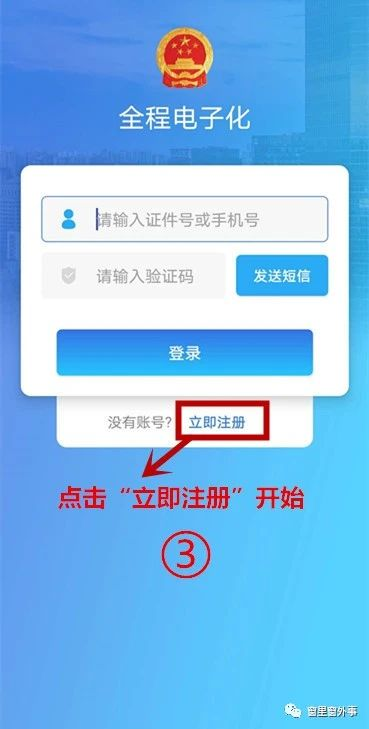 全程电子化
请输入证件号或手机号
请输入验证码
发送短信
登录
没有账号? 立即注册
点击“立即注册”开始
③
窗里窗外事